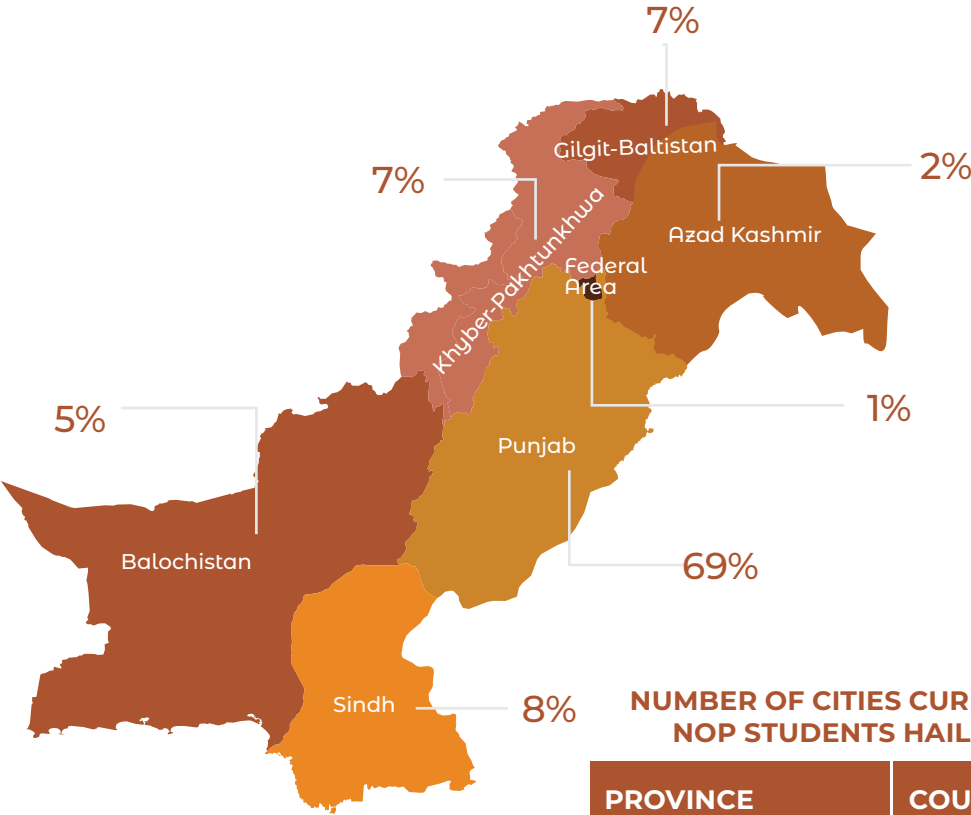 7%
Gilgit-Baltistan
7%
2%
Khyber-Pakhtunkhwa
Azad Kashmir
Federal
Area
5%
1%
Punjab
Balochistan
69%
Sindh
8%
NUMBER OF CITIES CUR
NOP STUDENTS HAIL
PROVINCE
COU